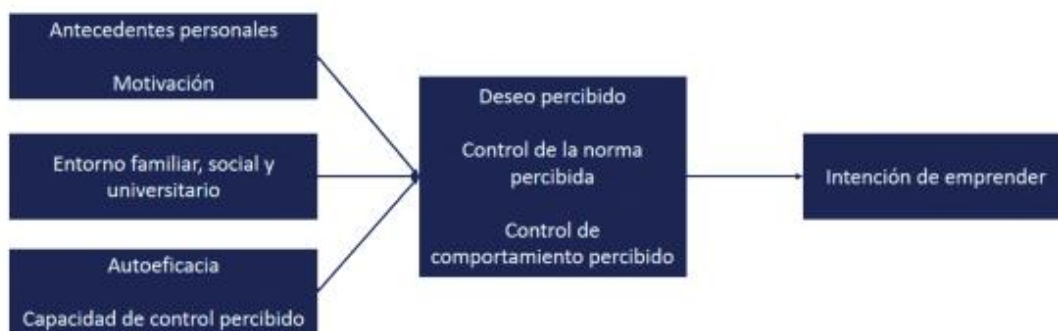 Antecedentes personales
Motivación
Entorno familiar, social y
universitario
Autoeficacia
Capacidad de control percibido
Deseo percibido
Control de la norma
percibida
Control de
comportamiento percibido
Intención de emprender